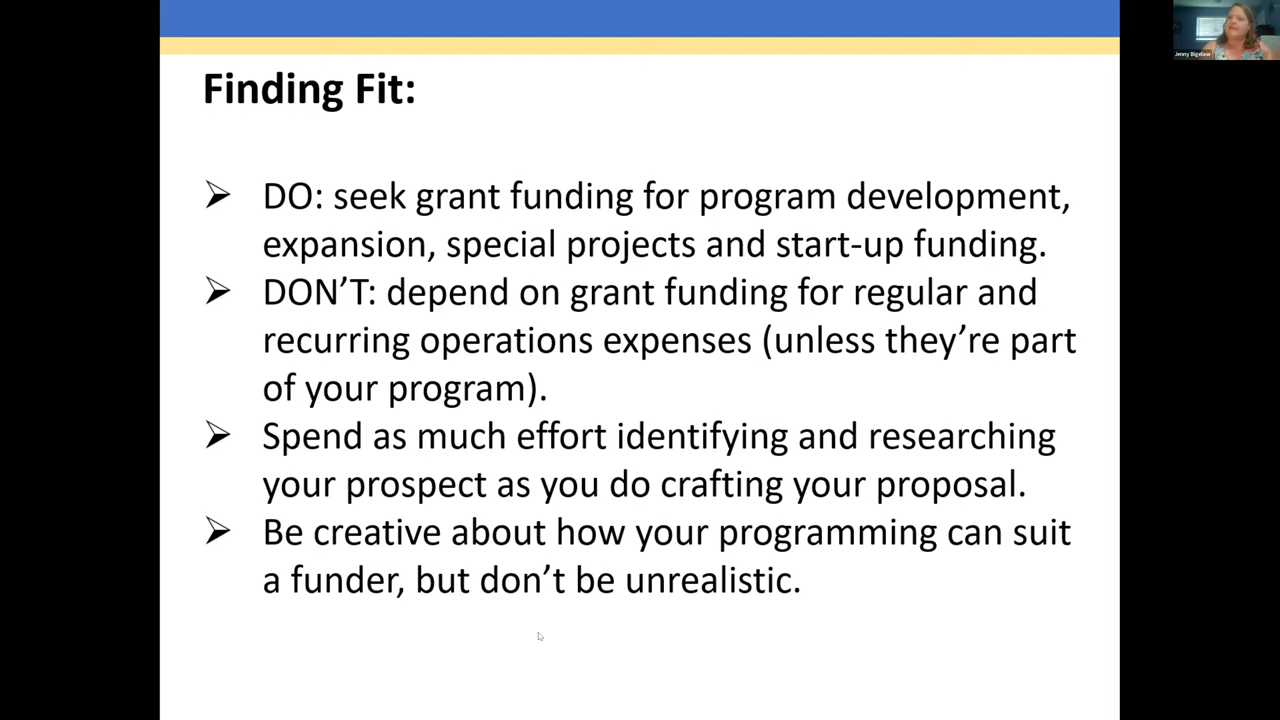 Finding Fit:
➢ DO: seek grant funding for program development,
expansion, special projects and start-up funding.
➢ DON’T: depend on grant funding for regular and
recurring operations expenses (unless they’re part
of your program).
➢ Spend as much effort identifying and researching
your prospect as you do crafting your proposal.
➢ Be creative about how your programming can suit
a funder, but don’t be unrealistic.
Jenny Bigelow